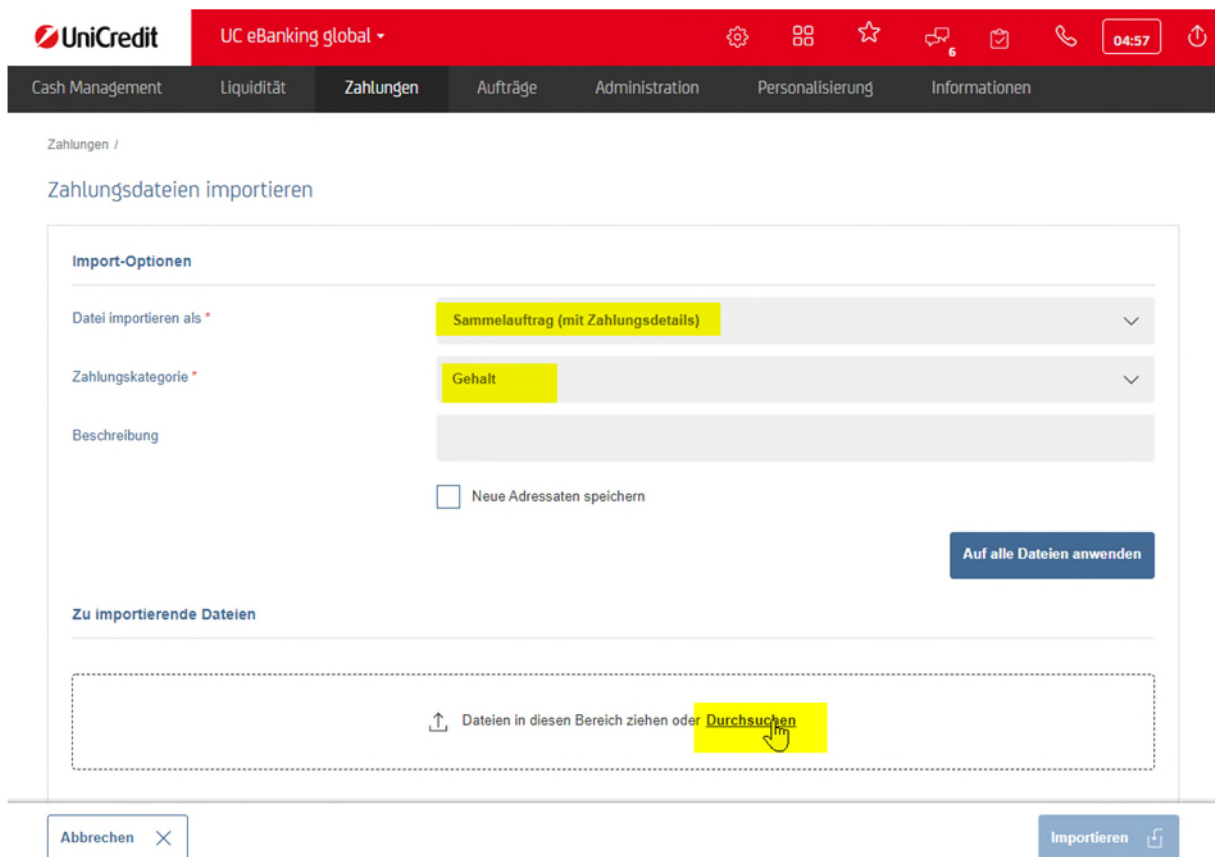 UniCredit
UC eBanking global
6
04:57
Cash Management Liquidität Zahlungen Aufträge Administration Personalisierung Informationen
Zahlungen /
Zahlungsdateien importieren
Import-Optionen
Datei importieren als * Sammelauftrag (mit Zahlungsdetails)
Zahlungskategorie * Gehalt
Beschreibung
Neue Adressaten speichern
Auf alle Dateien anwenden
Zu importierende Dateien
Dateien in diesen Bereich ziehen oder Durchsuchen
Abbrechen Importieren